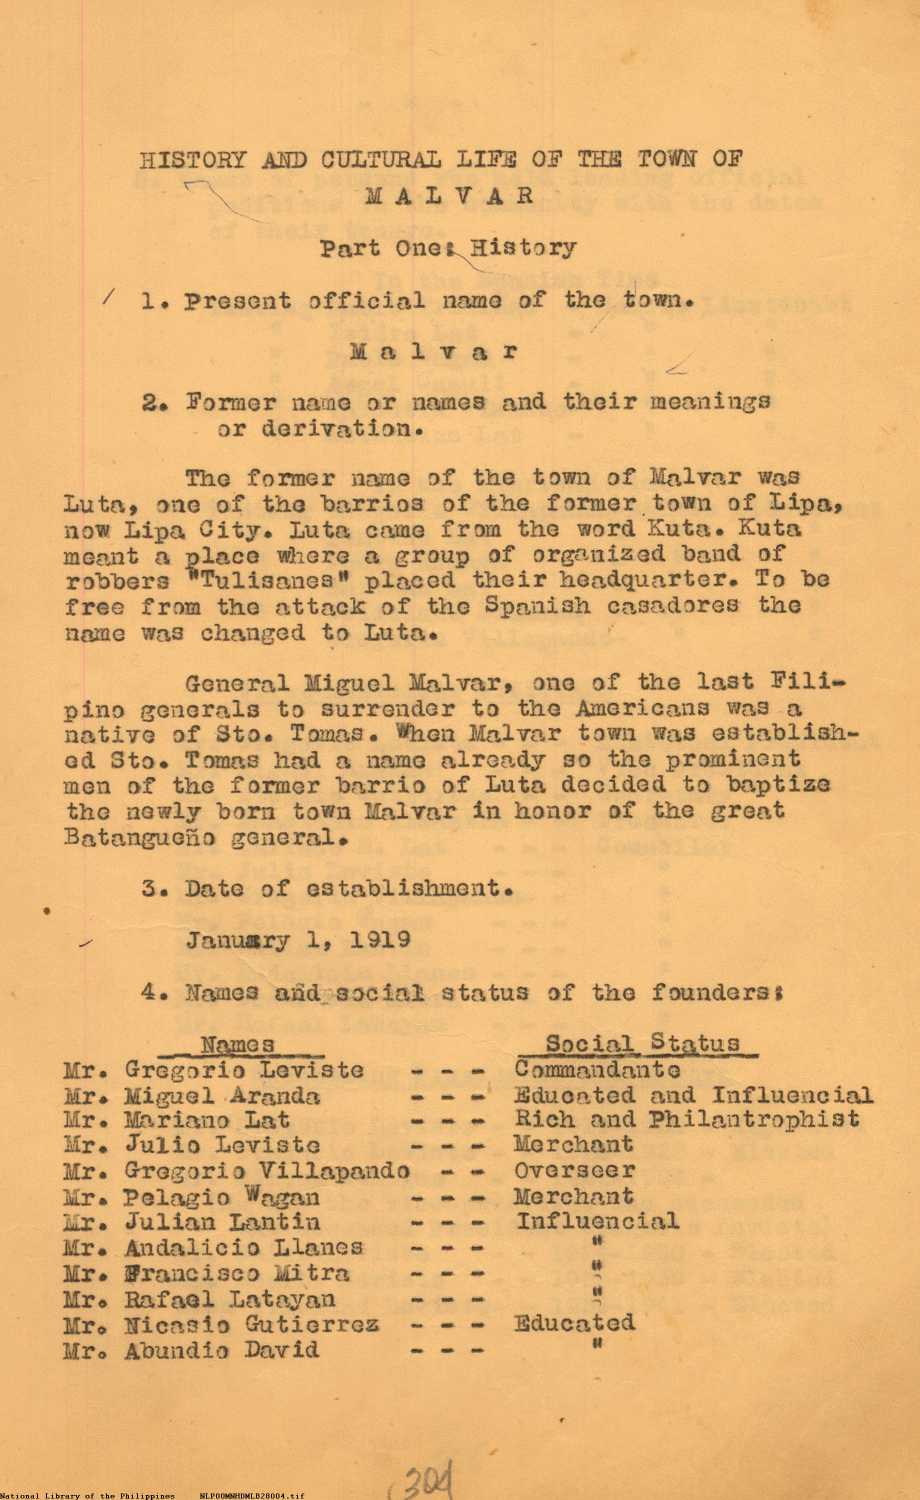 HISTORY AND CULTURAL LIFE OF THE TOWN OF
M A L V A R
Part One: History
1. Present official name of the town.
M a l v a r
2. Former name or names and their meanings
or derivation.
The former name of the town of Malvar was
Luta, one of the barrios of the former town of Lipa,
now Lipa City. Luta came from the word Kuta. Kuta
meant a place where a group of organized band of
robbers "Tulisanes" placed their headquarter. To be
free from the attack of the Spanish casadores the
name was changed to Luta.
General Miguel Malvar, one of the last Fili-
pino generals to surrender to the Americans was a
native of Sto. Tomas. When Malvar town was establish-
ed Sto. Tomas had a name already so the prominent
men of the former barrio of Luta decided to baptize
the newly born town Malvar in honor of the great
Batangueño general.
3. Date of establishment.
January 1, 1919
4. Names and social status of the founders:
Names Social Status
Mr. Gregorio Leviste - - - Commandante
Mr. Miguel Aranda - - - Educated and Influencial
Mr. Mariano Lat - - - Rich and Philantrophist
Mr. Julio Leviste - - - Merchant
Mr. Gregorio Villapando - - Overseer
Mr. Pelagio Wagan - - - Merchant
Mr. Julian Lantin - - - Influencial
Mr. Andalicio Llanes - - - "
Mr. Francisco Mitra - - - "
Mr. Rafael Latayan - - - "
Mr. Nicasio Gutierrez - - - Educated
Mr. Abundio David - - - "
304
National Library of the Philippines NLPOOMNHDMLB28004.tif